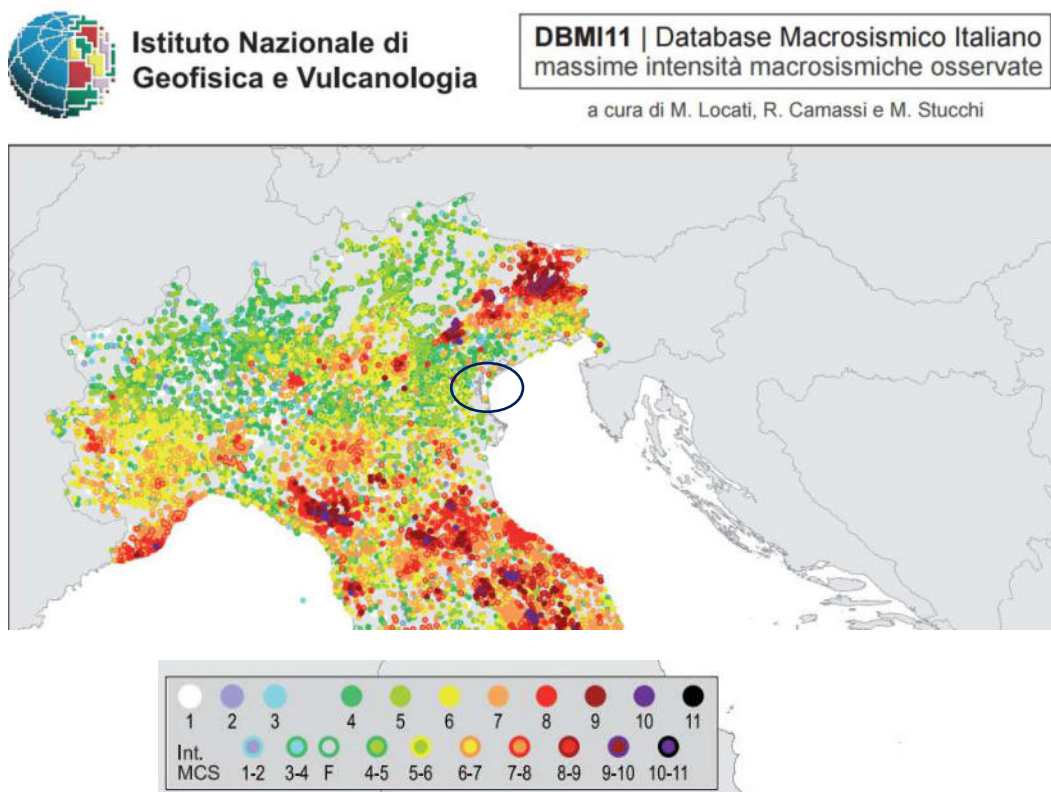 Istituto Nazionale di
Geofisica e Vulcanologia
DBMI11 | Database Macrosismico Italiano
massime intensità macrosismiche osservate
a cura di M. Locati, R. Camassi e M. Stucchi
1 2 3 4 5 6 7 8 9 10 11
Int.
MCS 1-2 3-4 F 4-5 5-6 6-7 7-8 8-9 9-10 10-11